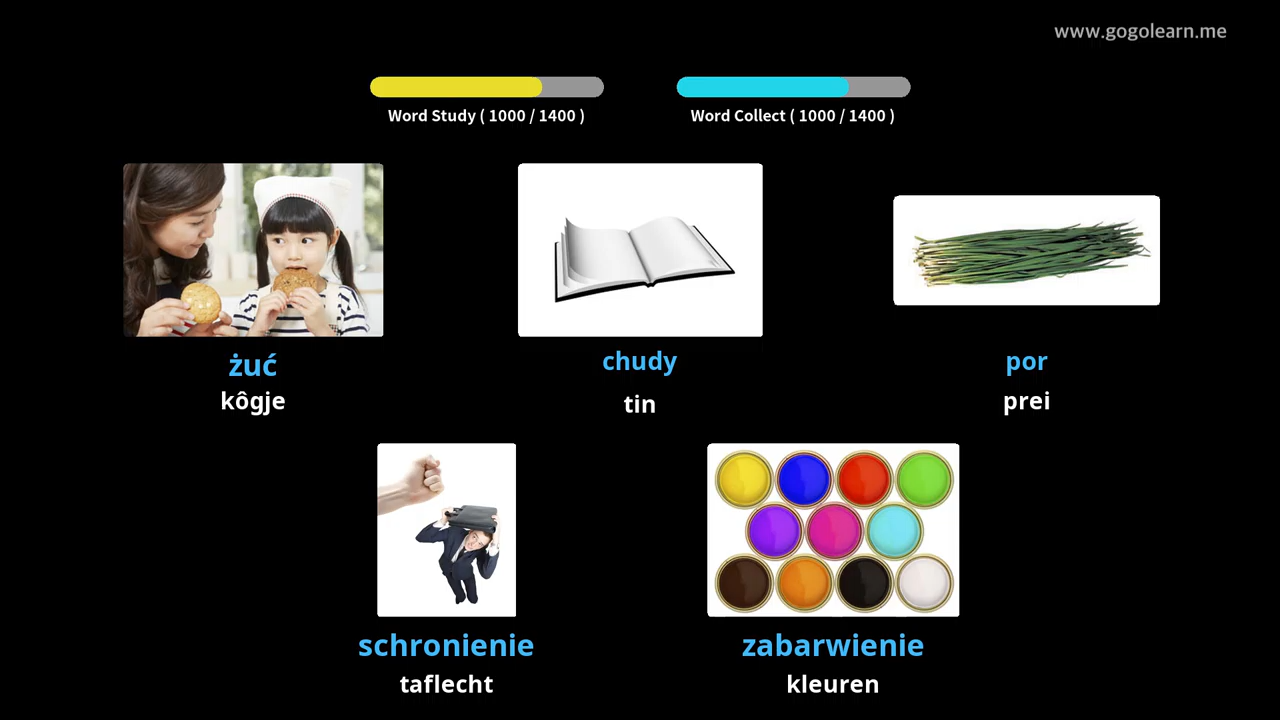 www.gogolearn.me
Word Study ( 1000 / 1400 )
Word Collect ( 1000 / 1400 )
żuć
kôgje
chudy
tin
por
prei
schronienie
taflecht
zabarwienie
kleuren